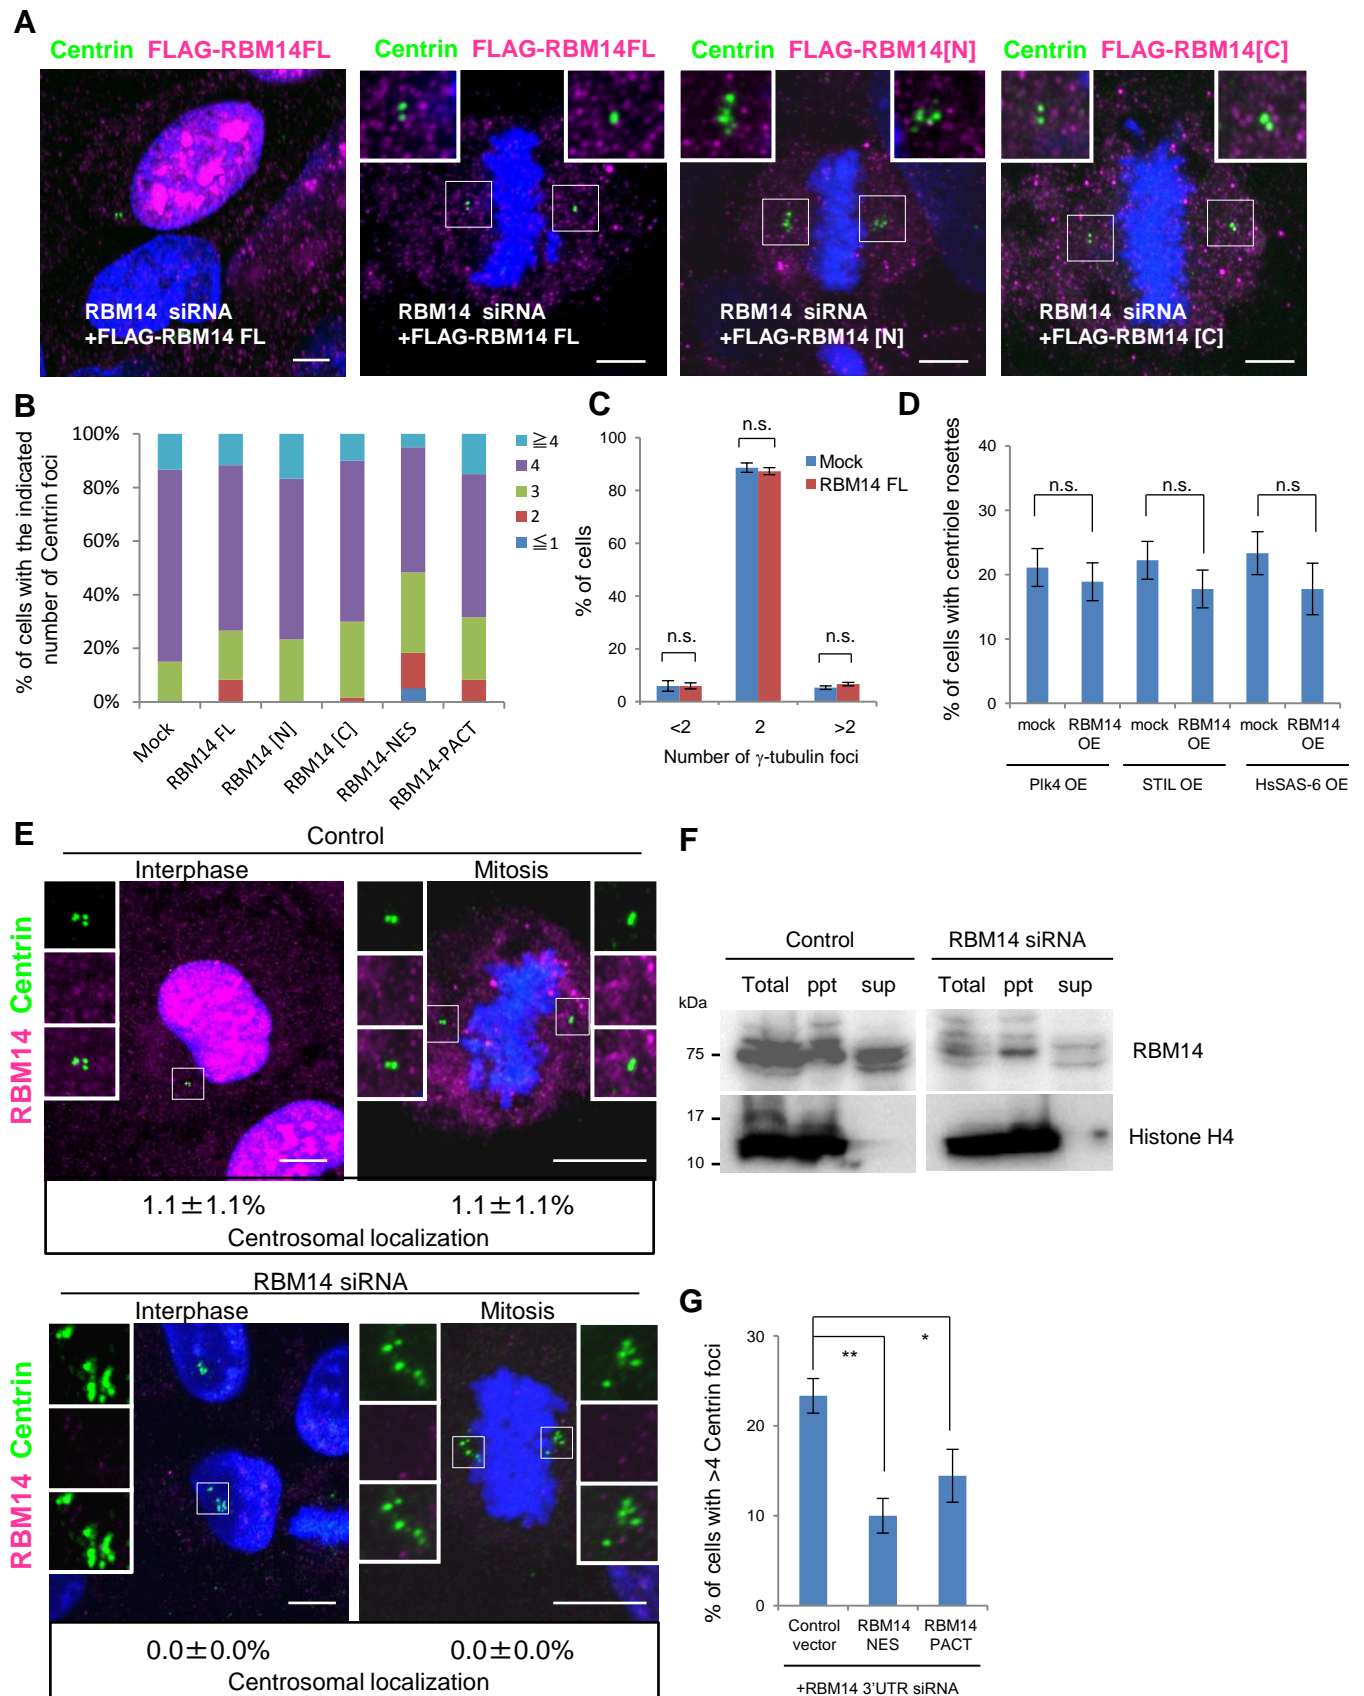 A
Centrin FLAG-RBM14FL
Centrin FLAG-RBM14FL
Centrin FLAG-RBM14[N]
Centrin FLAG-RBM14[C]
RBM14 siRNA
+FLAG-RBM14 FL
RBM14 siRNA
+FLAG-RBM14 FL
RBM14 siRNA
+FLAG-RBM14 [N]
RBM14 siRNA
+FLAG-RBM14 [C]
B
% of cells with the indicated
number of Centrin foci
100%
80%
60%
40%
20%
0%
≧4
4
3
2
≦1
Mock
RBM14 FL
RBM14 [N]
RBM14 [C]
RBM14-NES
RBM14-PACT
C
% of cells
100
80
60
40
20
0
n.s.
n.s.
n.s.
Mock
RBM14 FL
<2 2 >2
Number of γ-tubulin foci
D
% of cells with centriole rosettes
40
30
20
10
0
n.s.
n.s.
n.s
mock RBM14 OE mock RBM14 OE mock RBM14 OE
Plk4 OE STIL OE HsSAS-6 OE
E
Control
Interphase Mitosis
RBM14 Centrin
1.1±1.1% 1.1±1.1%
Centrosomal localization
RBM14 siRNA
Interphase Mitosis
RBM14 Centrin
0.0±0.0% 0.0±0.0%
Centrosomal localization
F
Control RBM14 siRNA
Total ppt sup Total ppt sup
kDa
75
17
10
RBM14
Histone H4
G
% of cells with >4 Centrin foci
30
20
10
0
**
*
Control vector
RBM14 NES
RBM14 PACT
+RBM14 3'UTR siRNA